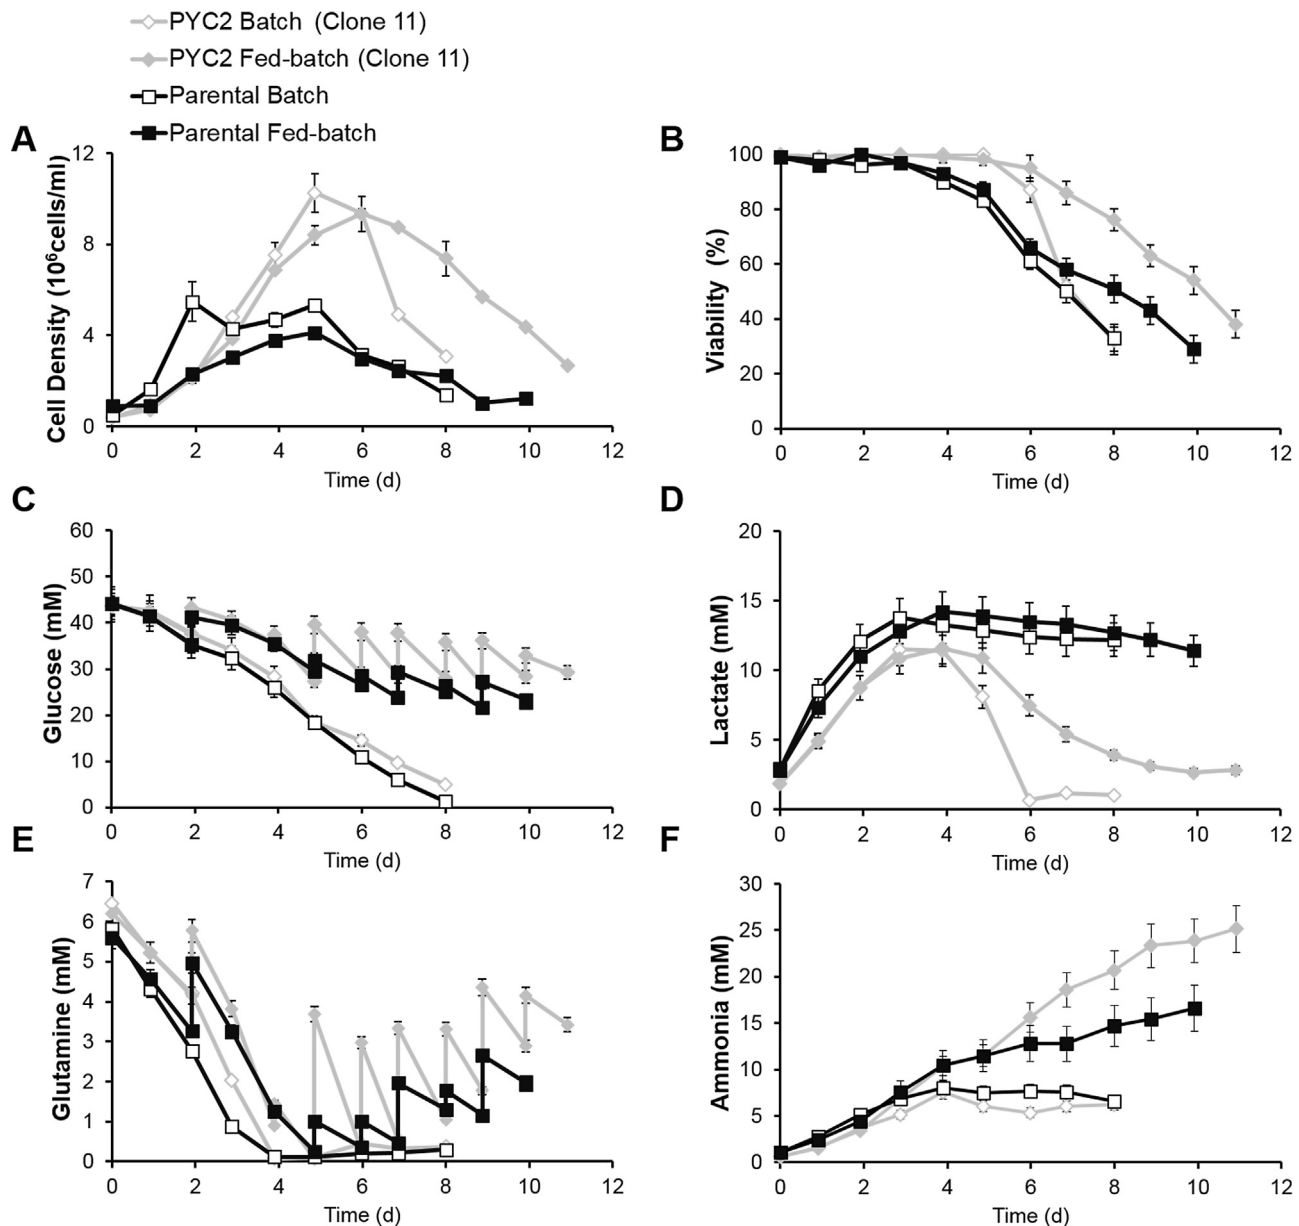 PYC2 Batch (Clone 11)
PYC2 Fed-batch (Clone 11)
Parental Batch
Parental Fed-batch
A
Cell Density (10⁶cells/ml)
12
8
4
0
0 2 4 6 8 10 12
Time (d)
B
Viability (%)
100
80
60
40
20
0
0 2 4 6 8 10 12
Time (d)
C
Glucose (mM)
60
50
40
30
20
10
0
0 2 4 6 8 10 12
Time (d)
D
Lactate (mM)
20
15
10
5
0
0 2 4 6 8 10 12
Time (d)
E
Glutamine (mM)
7
6
5
4
3
2
1
0
0 2 4 6 8 10 12
Time (d)
F
Ammonia (mM)
30
25
20
15
10
5
0
0 2 4 6 8 10 12
Time (d)